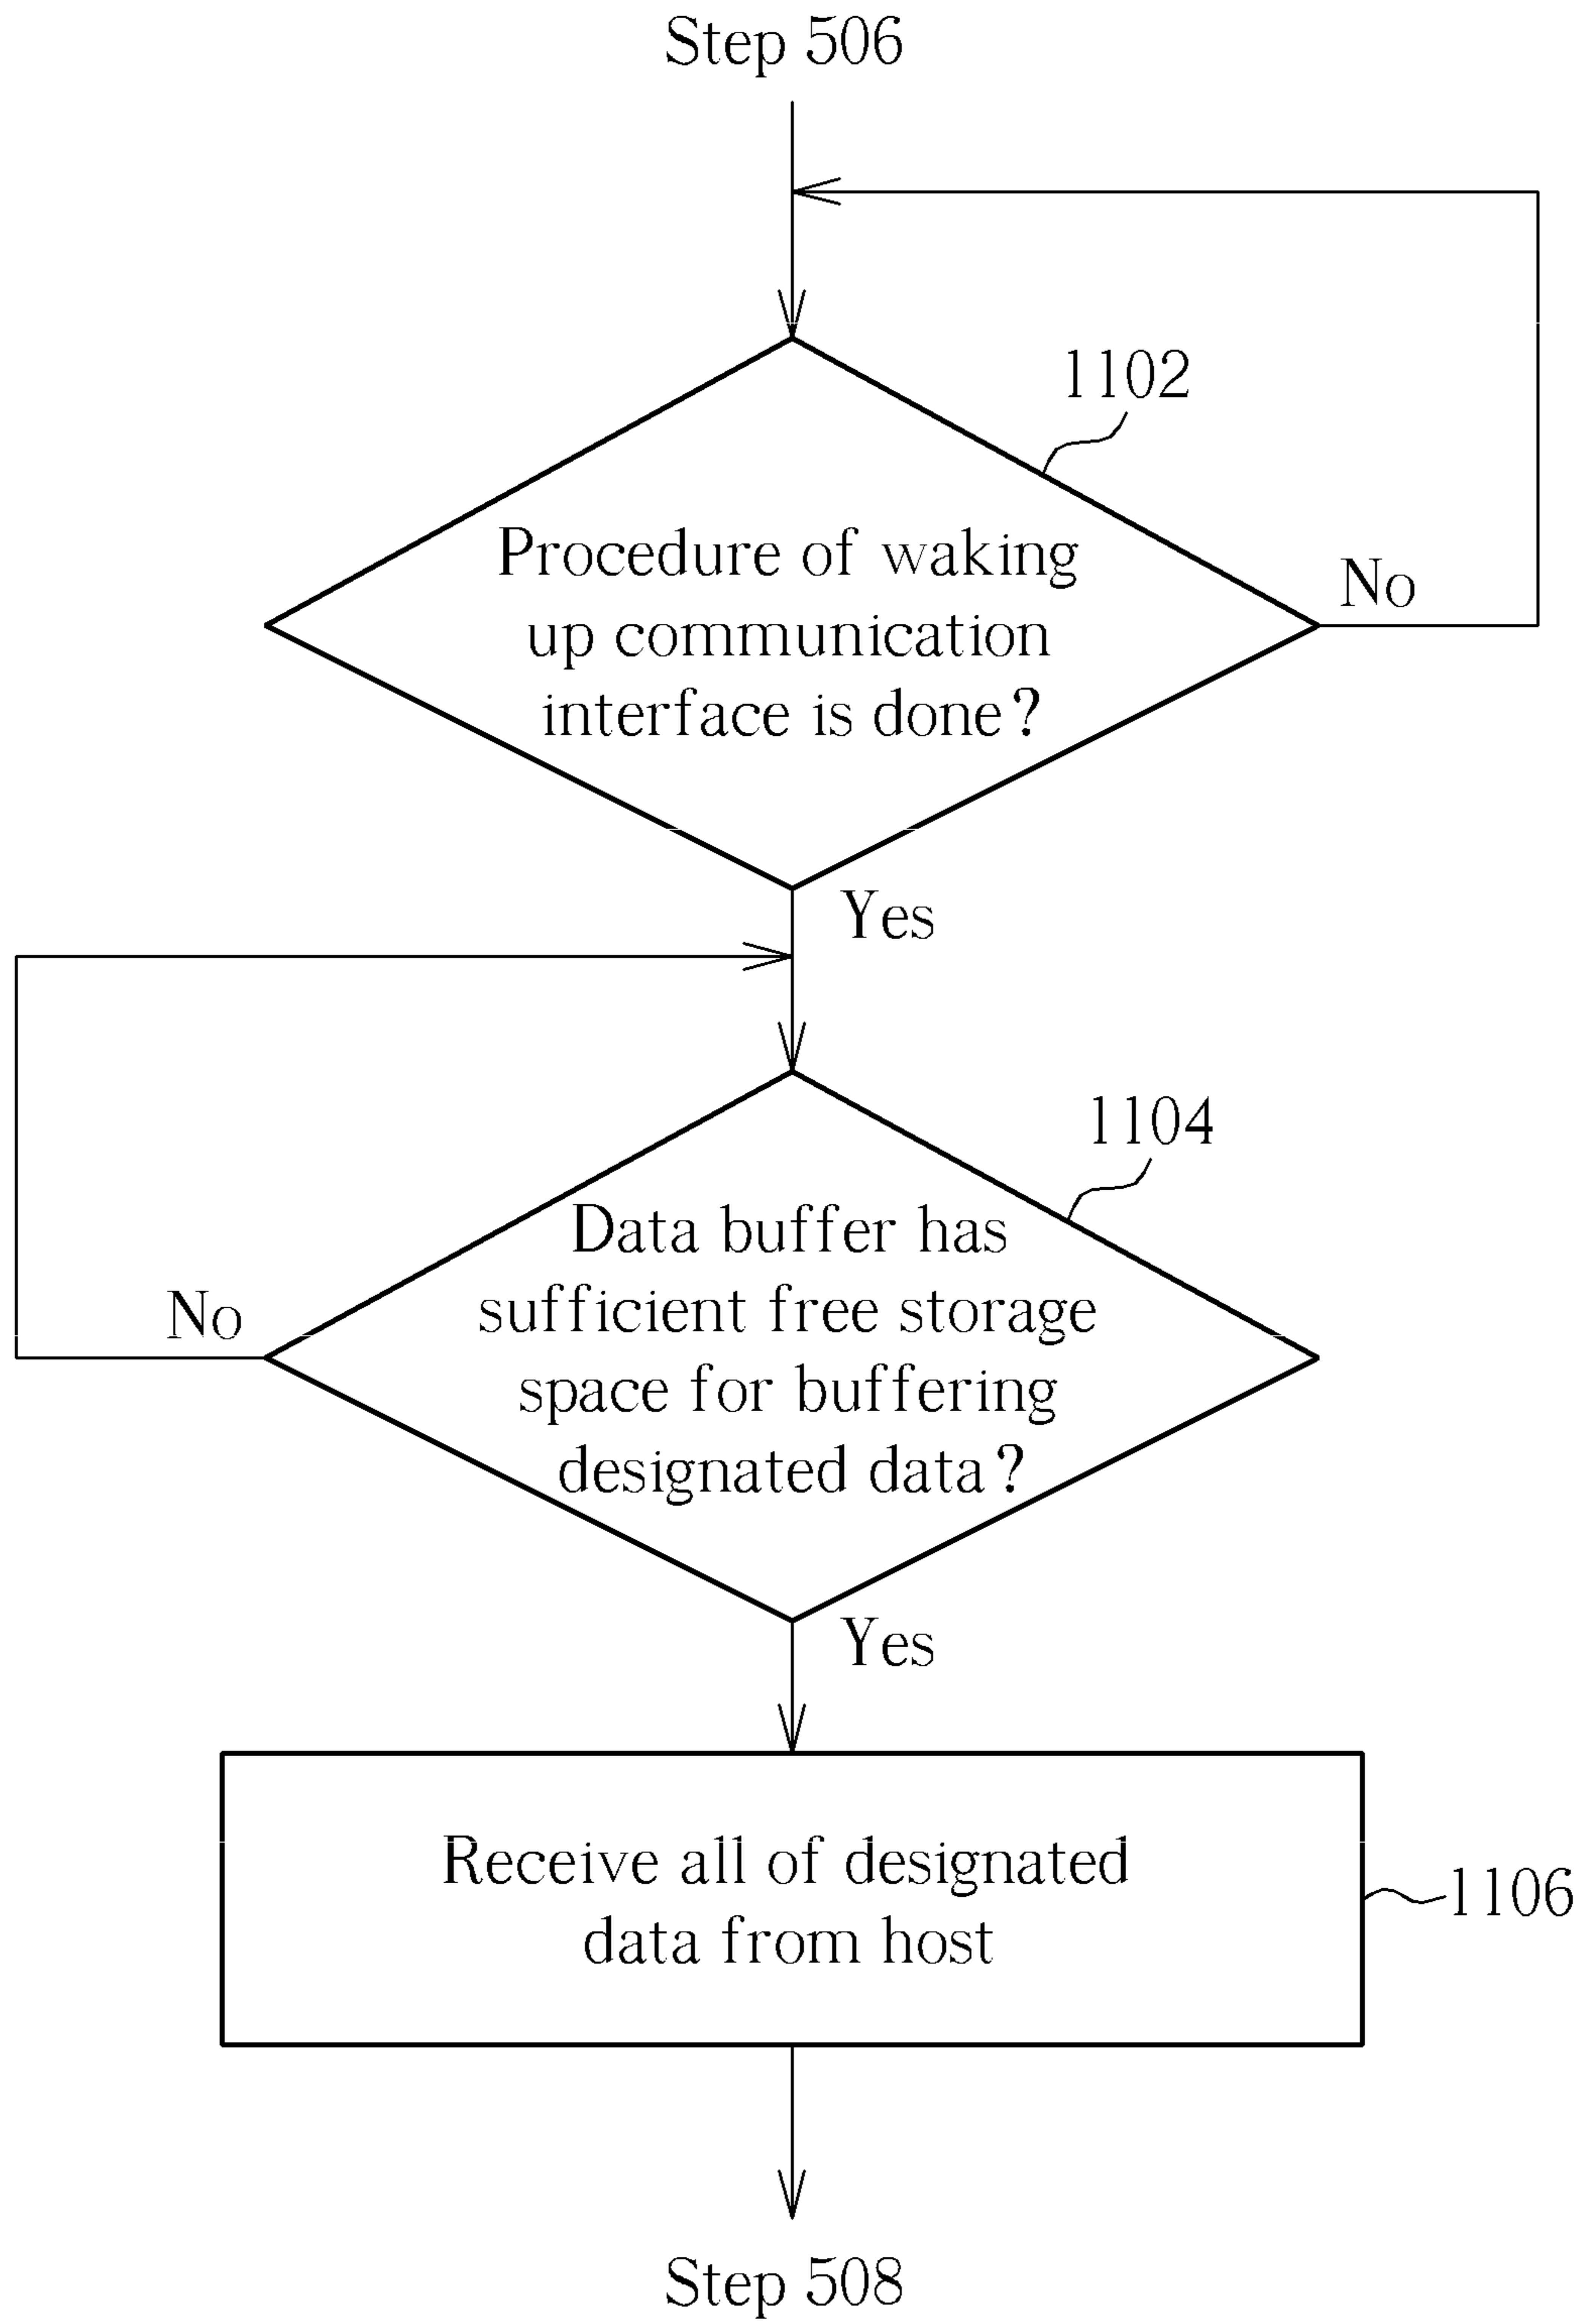 Step 506
1102
Procedure of waking
up communication
interface is done?
No
Yes
1104
Data buffer has
sufficient free storage
space for buffering
designated data?
No
Yes
Receive all of designated
data from host
1106
Step 508